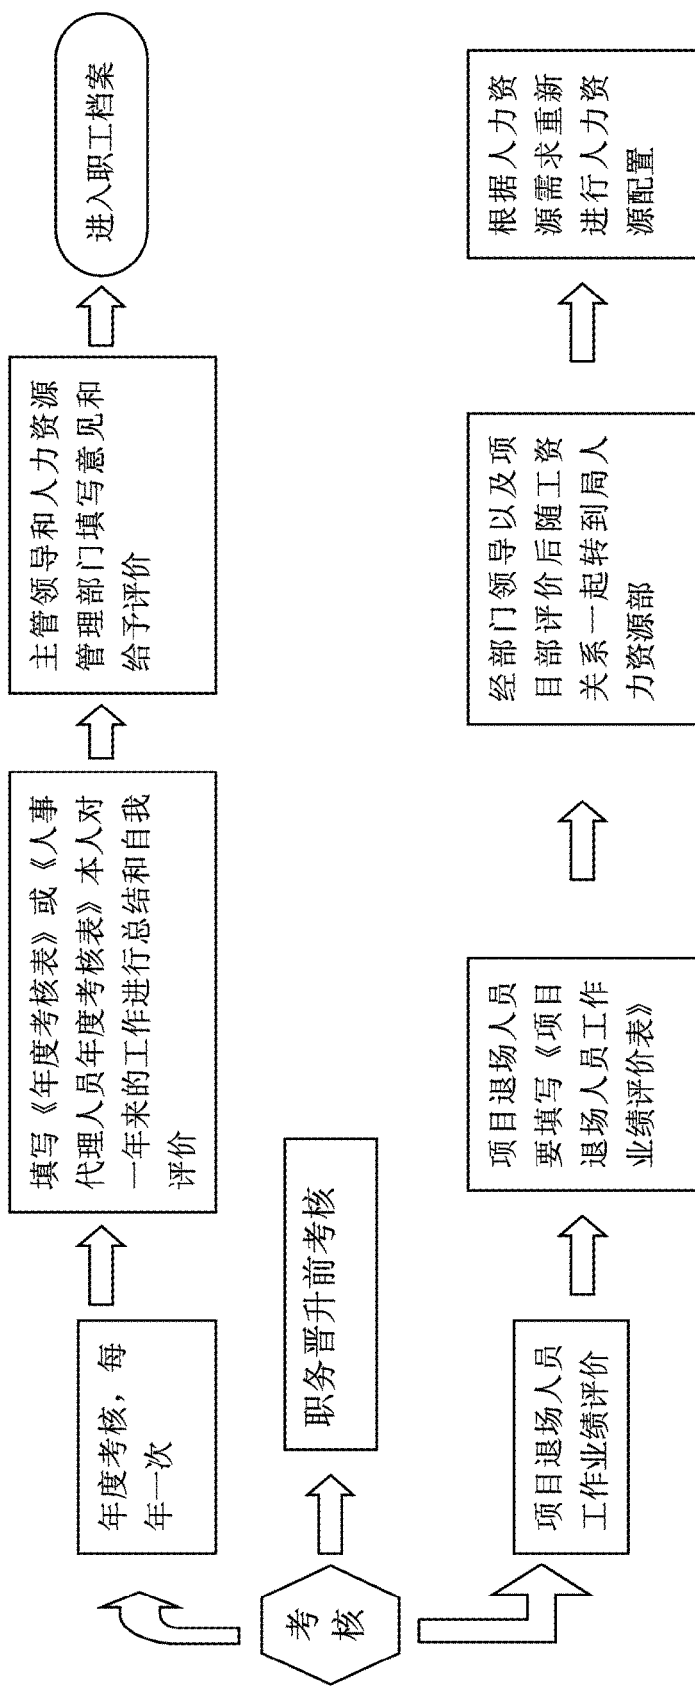 考
核
年度考核，每
年一次
填写《年度考核表》或《人事
代理人员年度考核表》本人对
一年来的工作进行总结和自我
评价
主管领导和人力资源
管理部门填写意见和
给予评价
进入职工档案
职务晋升前考核
项目退场人员
工作业绩评价
项目退场人员
要填写《项目
退场人员工作
业绩评价表》
经部门领导以及项
目部评价后随工资
关系一起转到局人
力资源部
根据人力资
源需求重新
进行人力资
源配置